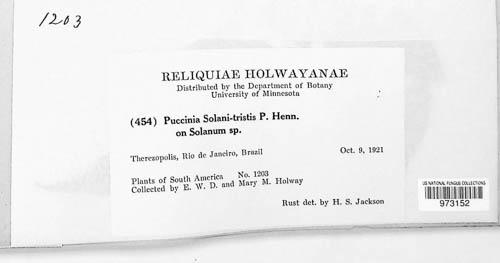 1203
RELIQUIAE HOLWAYANAE
Distributed by the Department of Botany
University of Minnesota
(454) Puccinia Solani-tristis P. Henn.
on Solanum sp.
Therezopolis, Rio de Janeiro, Brazil Oct. 9, 1921
Plants of South America No. 1203
Collected by E. W. D. and Mary M. Holway
Rust det. by H. S. Jackson
US NATIONAL FUNGUS COLLECTIONS
973152